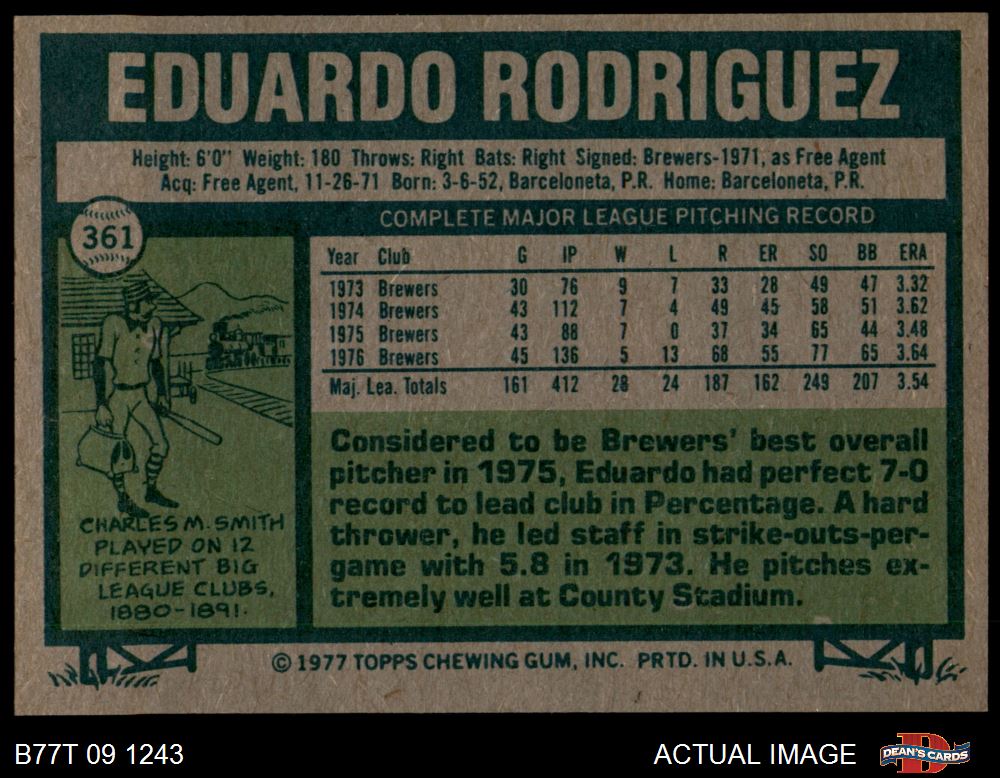 EDUARDO RODRIGUEZ
Height: 6'0" Weight: 180 Throws: Right Bats: Right Signed: Brewers-1971, as Free Agent
Acq: Free Agent, 11-26-71 Born: 3-6-52, Barceloneta, P.R. Home: Barceloneta, P.R.
361
COMPLETE MAJOR LEAGUE PITCHING RECORD
Year Club G IP W L R ER SO BB ERA
1973 Brewers 30 76 9 7 33 28 49 47 3.32
1974 Brewers 43 112 7 4 49 45 58 51 3.62
1975 Brewers 43 88 7 0 37 34 65 44 3.48
1976 Brewers 45 136 5 13 68 55 77 65 3.64
Maj. Lea. Totals 161 412 28 24 187 162 249 207 3.54
CHARLES M. SMITH
PLAYED ON 12
DIFFERENT BIG
LEAGUE CLUBS,
1880-1891.
Considered to be Brewers' best overall
pitcher in 1975, Eduardo had perfect 7-0
record to lead club in Percentage. A hard
thrower, he led staff in strike-outs-per-
game with 5.8 in 1973. He pitches ex-
tremely well at County Stadium.
© 1977 TOPPS CHEWING GUM, INC. PRTD. IN U.S.A.
B77T 09 1243
ACTUAL IMAGE
D
DEAN'S CARDS